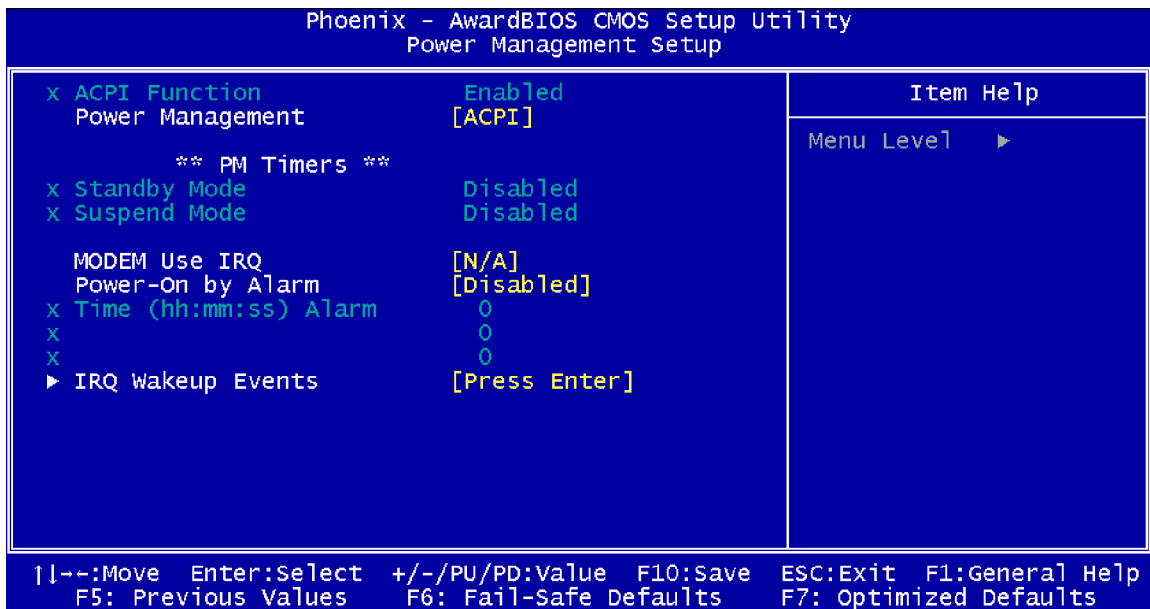 Phoenix - AwardBIOS CMOS Setup Utility
Power Management Setup
x ACPI Function Enabled
Power Management [ACPI]
** PM Timers **
x Standby Mode Disabled
x Suspend Mode Disabled
MODEM Use IRQ [N/A]
Power-On by Alarm [Disabled]
x Time (hh:mm:ss) Alarm 0
x 0
x 0
▶ IRQ Wakeup Events [Press Enter]
Item Help
Menu Level ▶
↑↓→←:Move Enter:Select +/-/PU/PD:Value F10:Save ESC:Exit F1:General Help
F5: Previous Values F6: Fail-Safe Defaults F7: Optimized Defaults